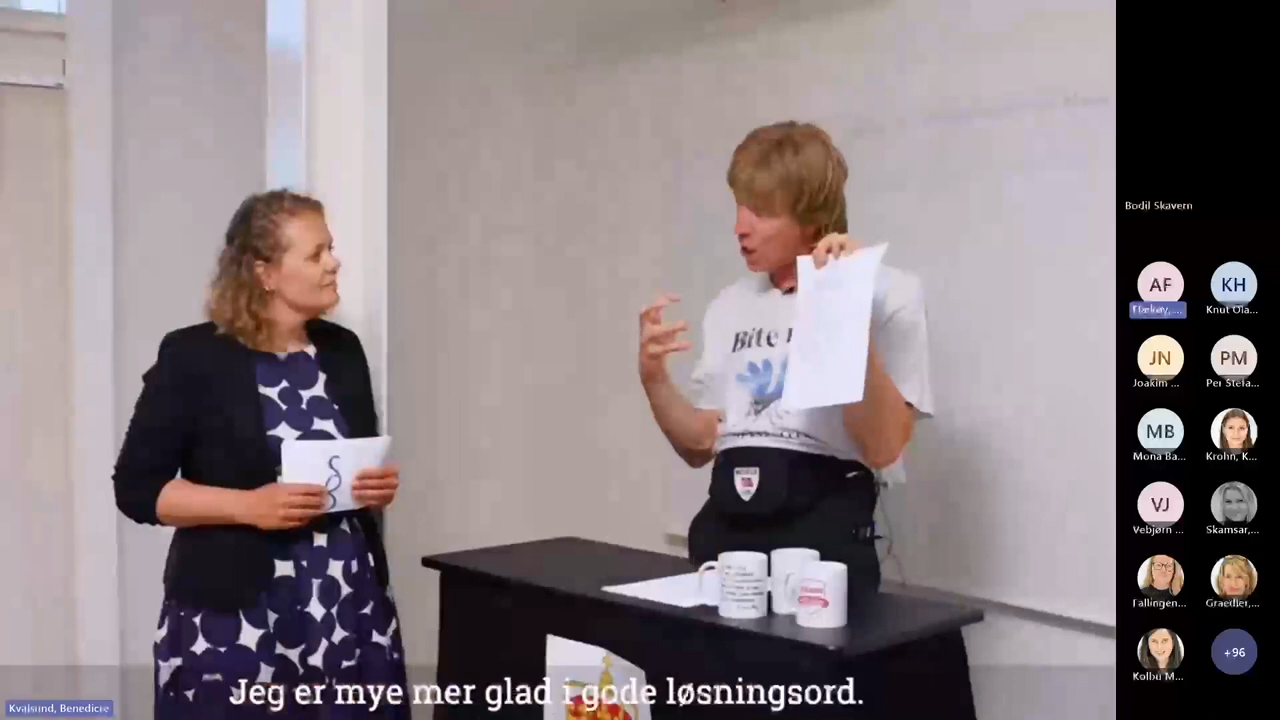 Bite
§
Jeg er mye mer glad i gode løsningsord.
Kvalsund, Benedicte
Bodil Skavern
AF
KH
Knut Ola...
JN
PM
Joakim ...
Per Stefa...
MB
Mona Ba...
Krohn, K...
VJ
Vebjørn ...
Skamsar,...
Fallingen...
Graedler,...
+96
Kolbu M...